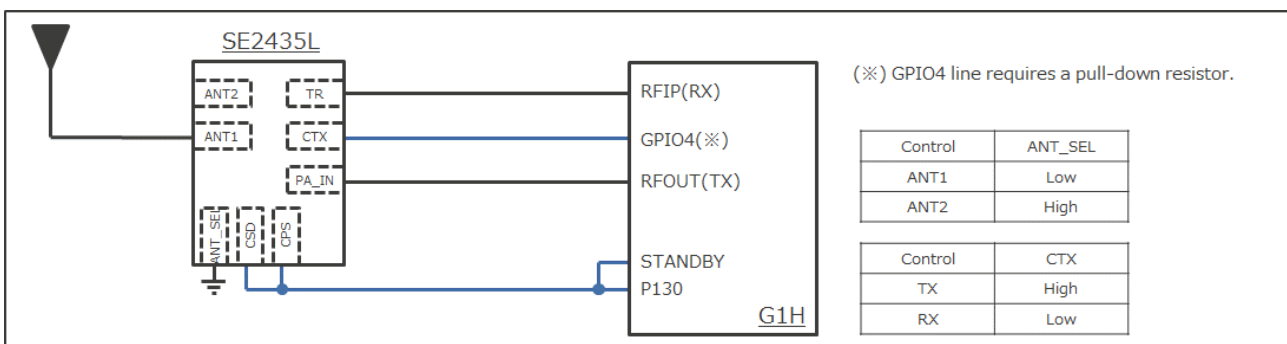 SE2435L
ANT2
TR
RFIP(RX)
(※) GPIO4 line requires a pull-down resistor.
ANT1
CTX
GPIO4(※)
PA_IN
RFOUT(TX)
ANT_SEL
CSD
CPS
STANDBY
P130
G1H
Control ANT_SEL
ANT1 Low
ANT2 High
Control CTX
TX High
RX Low